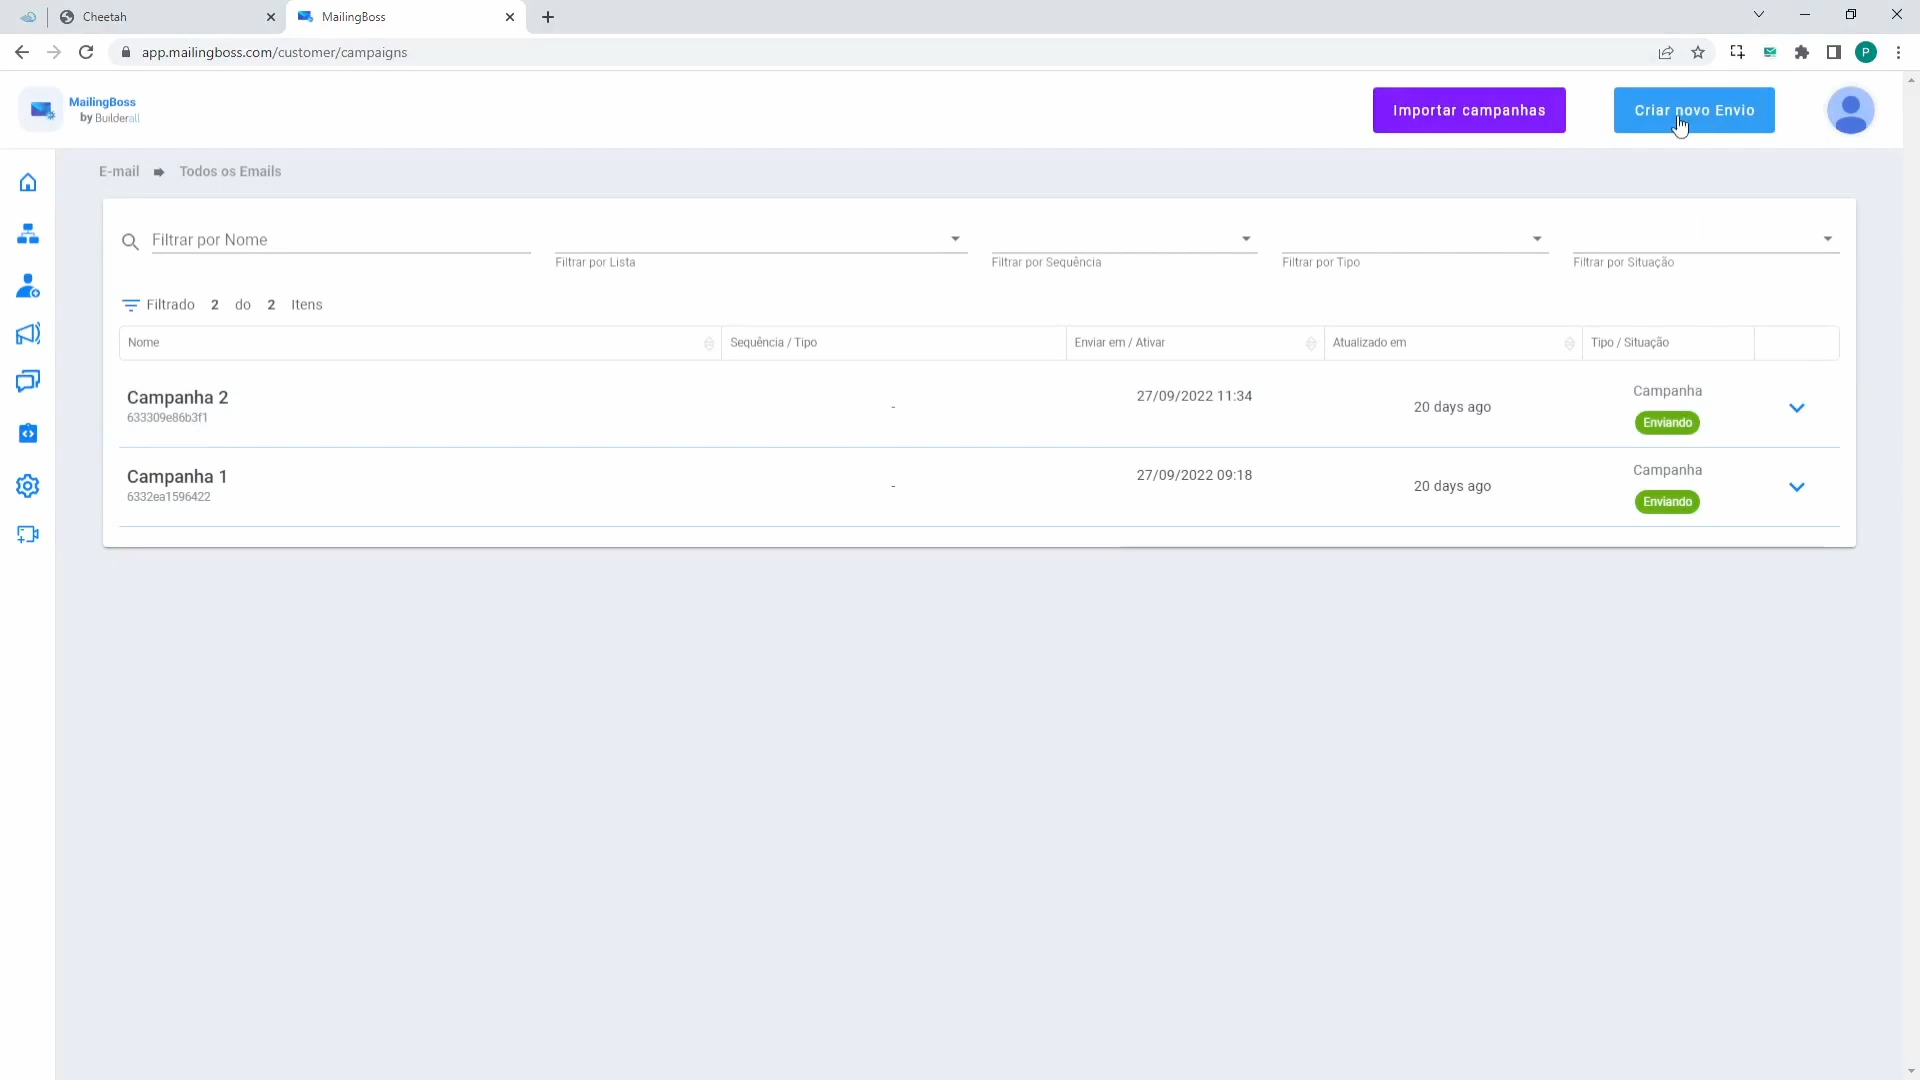 Cheetah
MailingBoss
app.mailingboss.com/customer/campaigns
P
MailingBoss
by Builderall
Importar campanhas
Criar novo Envio
E-mail
Todos os Emails
Filtrar por Nome
Filtrar por Lista
Filtrar por Sequência
Filtrar por Tipo
Filtrar por Situação
Filtrado 2 do 2 Itens
Nome
Sequência / Tipo
Enviar em / Ativar
Atualizado em
Tipo / Situação
Campanha 2
633309e86b3f1
-
27/09/2022 11:34
20 days ago
Campanha
Enviando
Campanha 1
6332ea1596422
-
27/09/2022 09:18
20 days ago
Campanha
Enviando